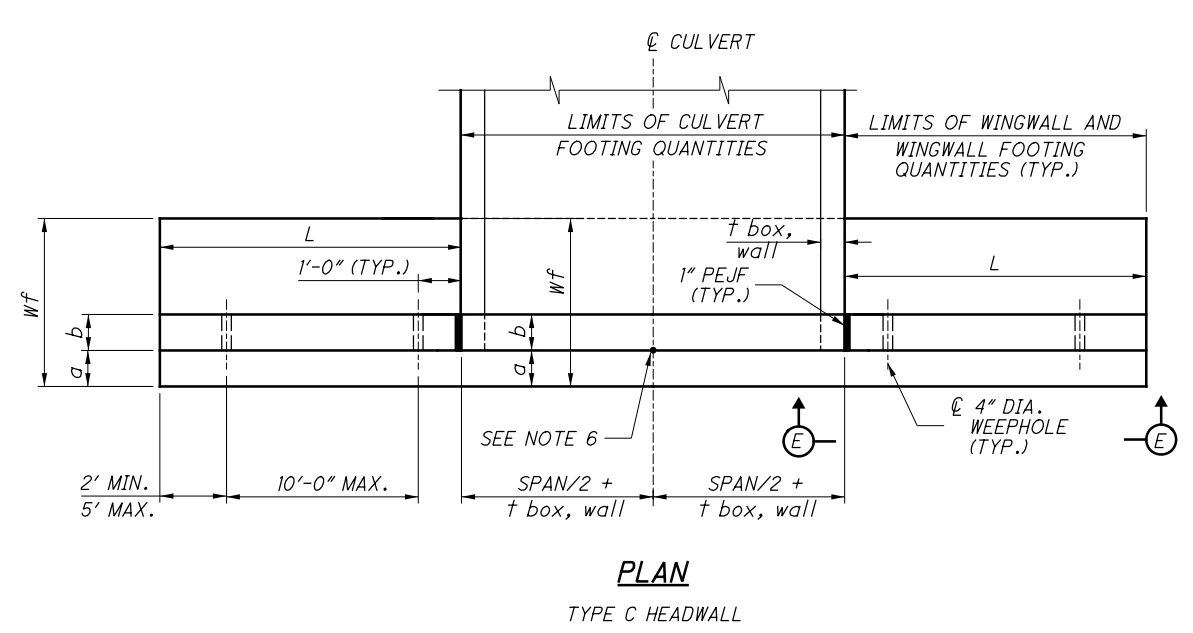 ℄ CULVERT
LIMITS OF CULVERT
FOOTING QUANTITIES
LIMITS OF WINGWALL AND
WINGWALL FOOTING
QUANTITIES (TYP.)
L
t box,
wall
1'-0" (TYP.)
1" PEJF
(TYP.)
L
Wf
Wf
b
a
b
a
SEE NOTE 6
E
℄ 4" DIA.
WEEPHOLE
(TYP.)
E
2' MIN.
5' MAX.
10'-0" MAX.
SPAN/2 +
t box, wall
SPAN/2 +
t box, wall
PLAN
TYPE C HEADWALL